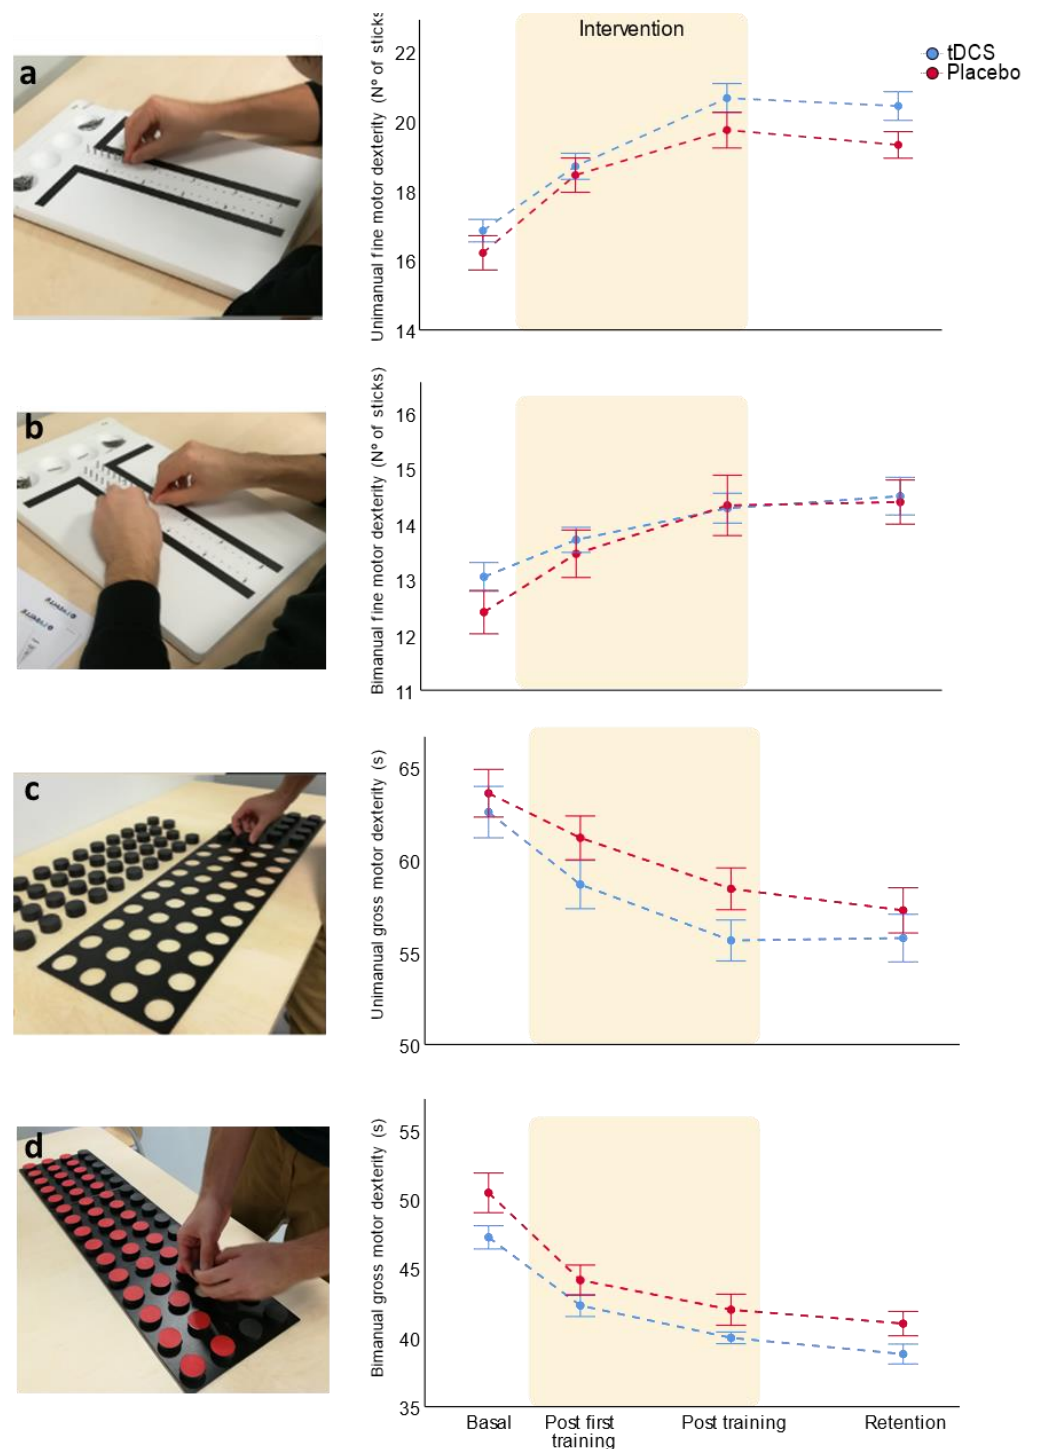 a
Unimanual fine motor dexterity (Nº of sticks
22
20
18
16
14
Intervention
tDCS
Placebo
b
Bimanual fine motor dexterity (Nº of sticks)
16
15
14
13
12
11
c
Unimanual gross motor dexterity (s)
65
60
55
50
d
Bimanual gross motor dexterity (s)
55
50
45
40
35
Basal
Post first
training
Post training
Retention